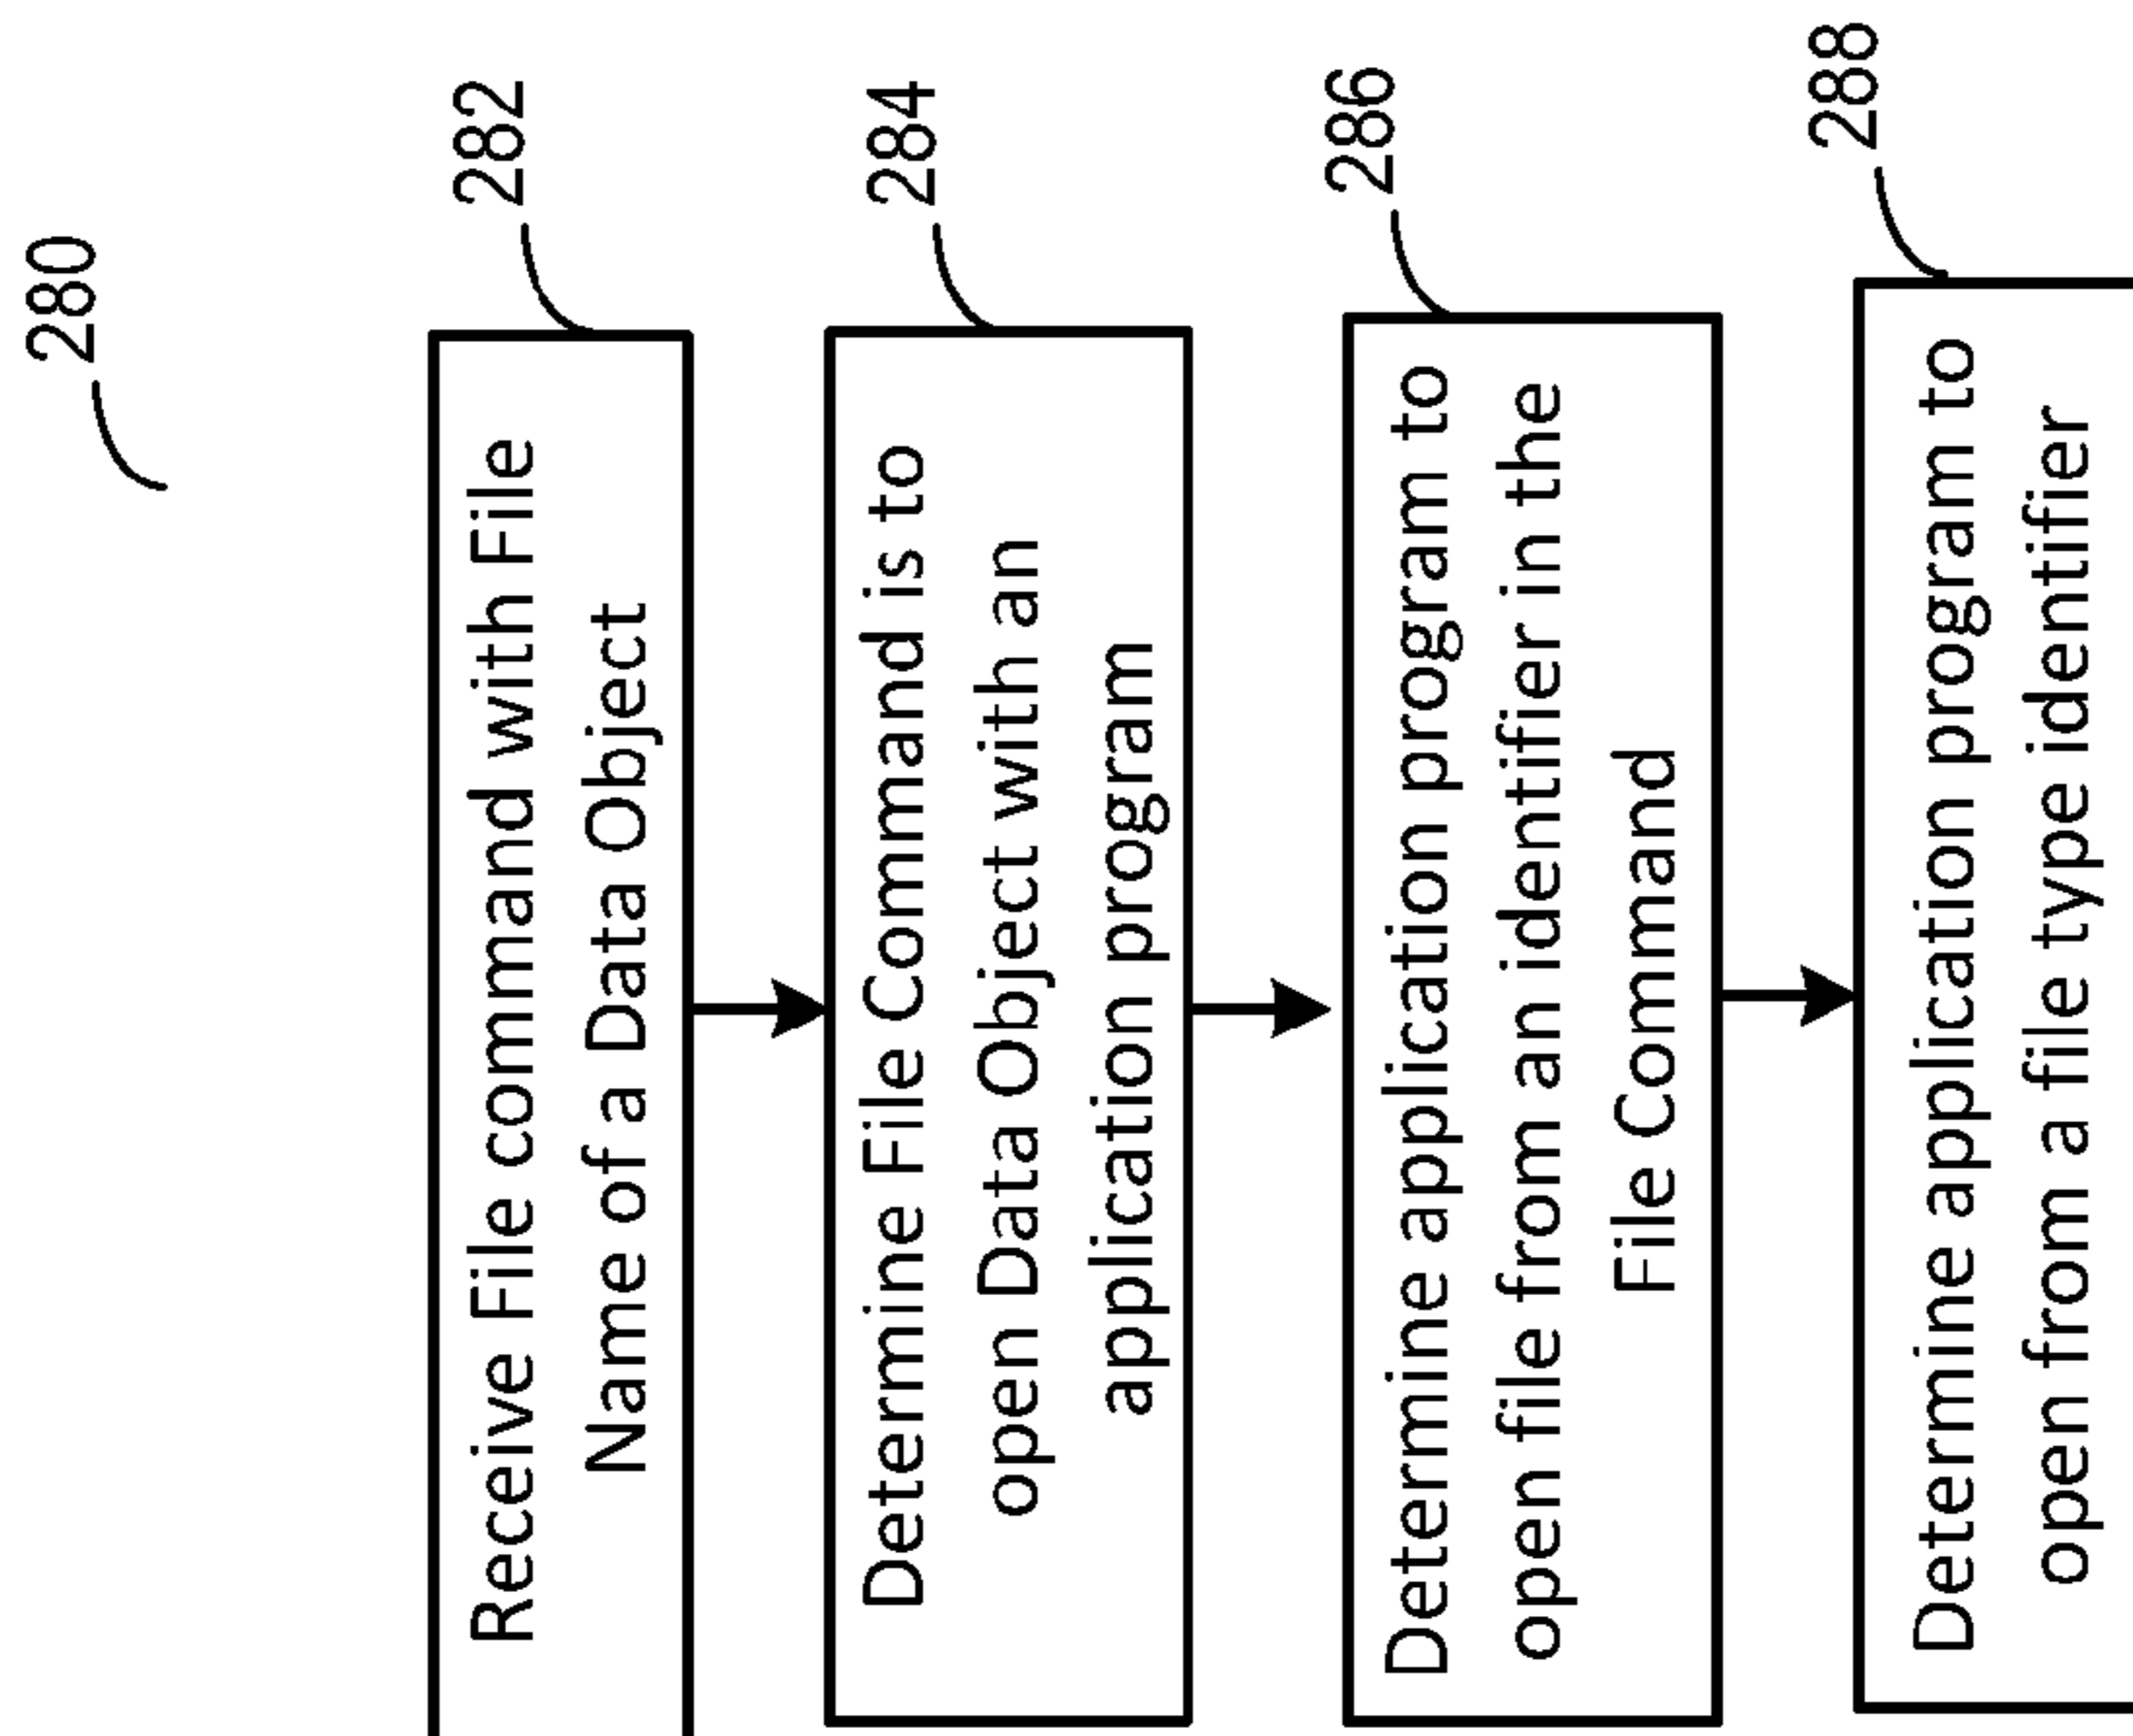 280
282
Receive File command with File
Name of a Data Object
284
Determine File Command is to
open Data Object with an
application program
286
Determine application program to
open file from an identifier in the
File Command
288
Determine application program to
open from a file type identifier